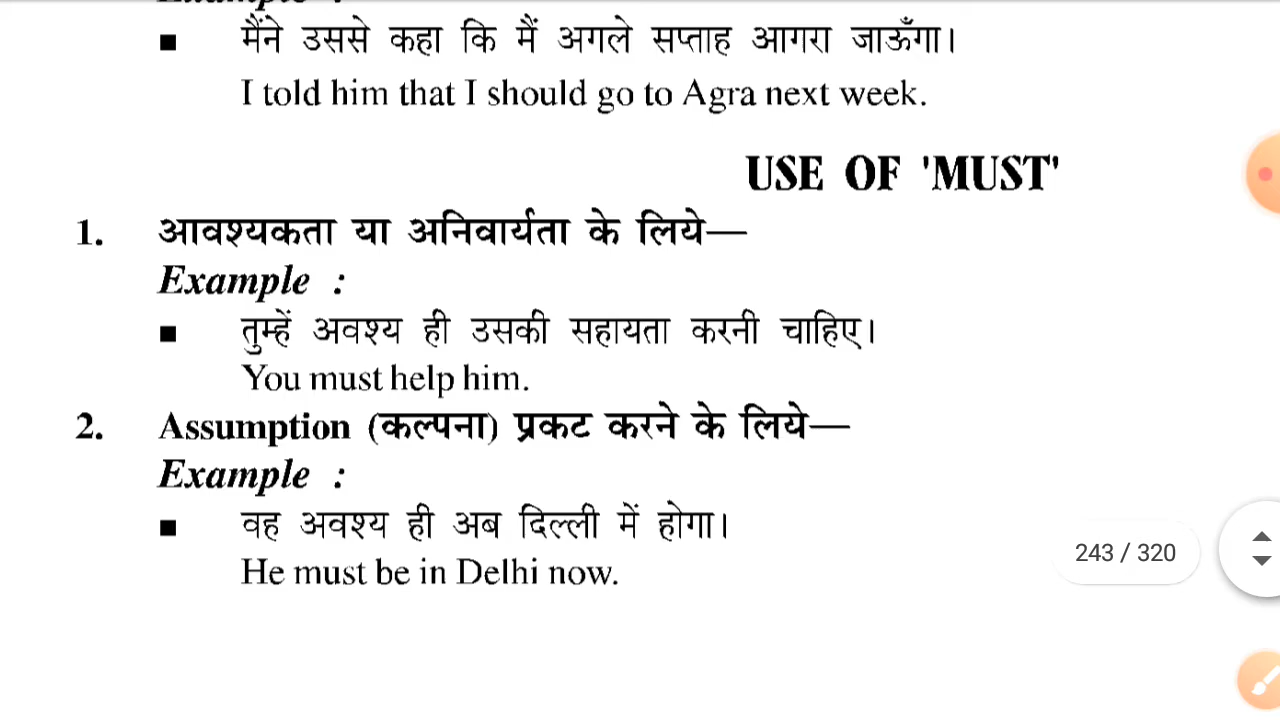 Example :
■ मैंने उससे कहा कि मैं अगले सप्ताह आगरा जाऊँगा।
I told him that I should go to Agra next week.
USE OF 'MUST'
1. आवश्यकता या अनिवार्यता के लिये—
Example :
■ तुम्हें अवश्य ही उसकी सहायता करनी चाहिए।
You must help him.
2. Assumption (कल्पना) प्रकट करने के लिये—
Example :
■ वह अवश्य ही अब दिल्ली में होगा।
He must be in Delhi now.
243 / 320